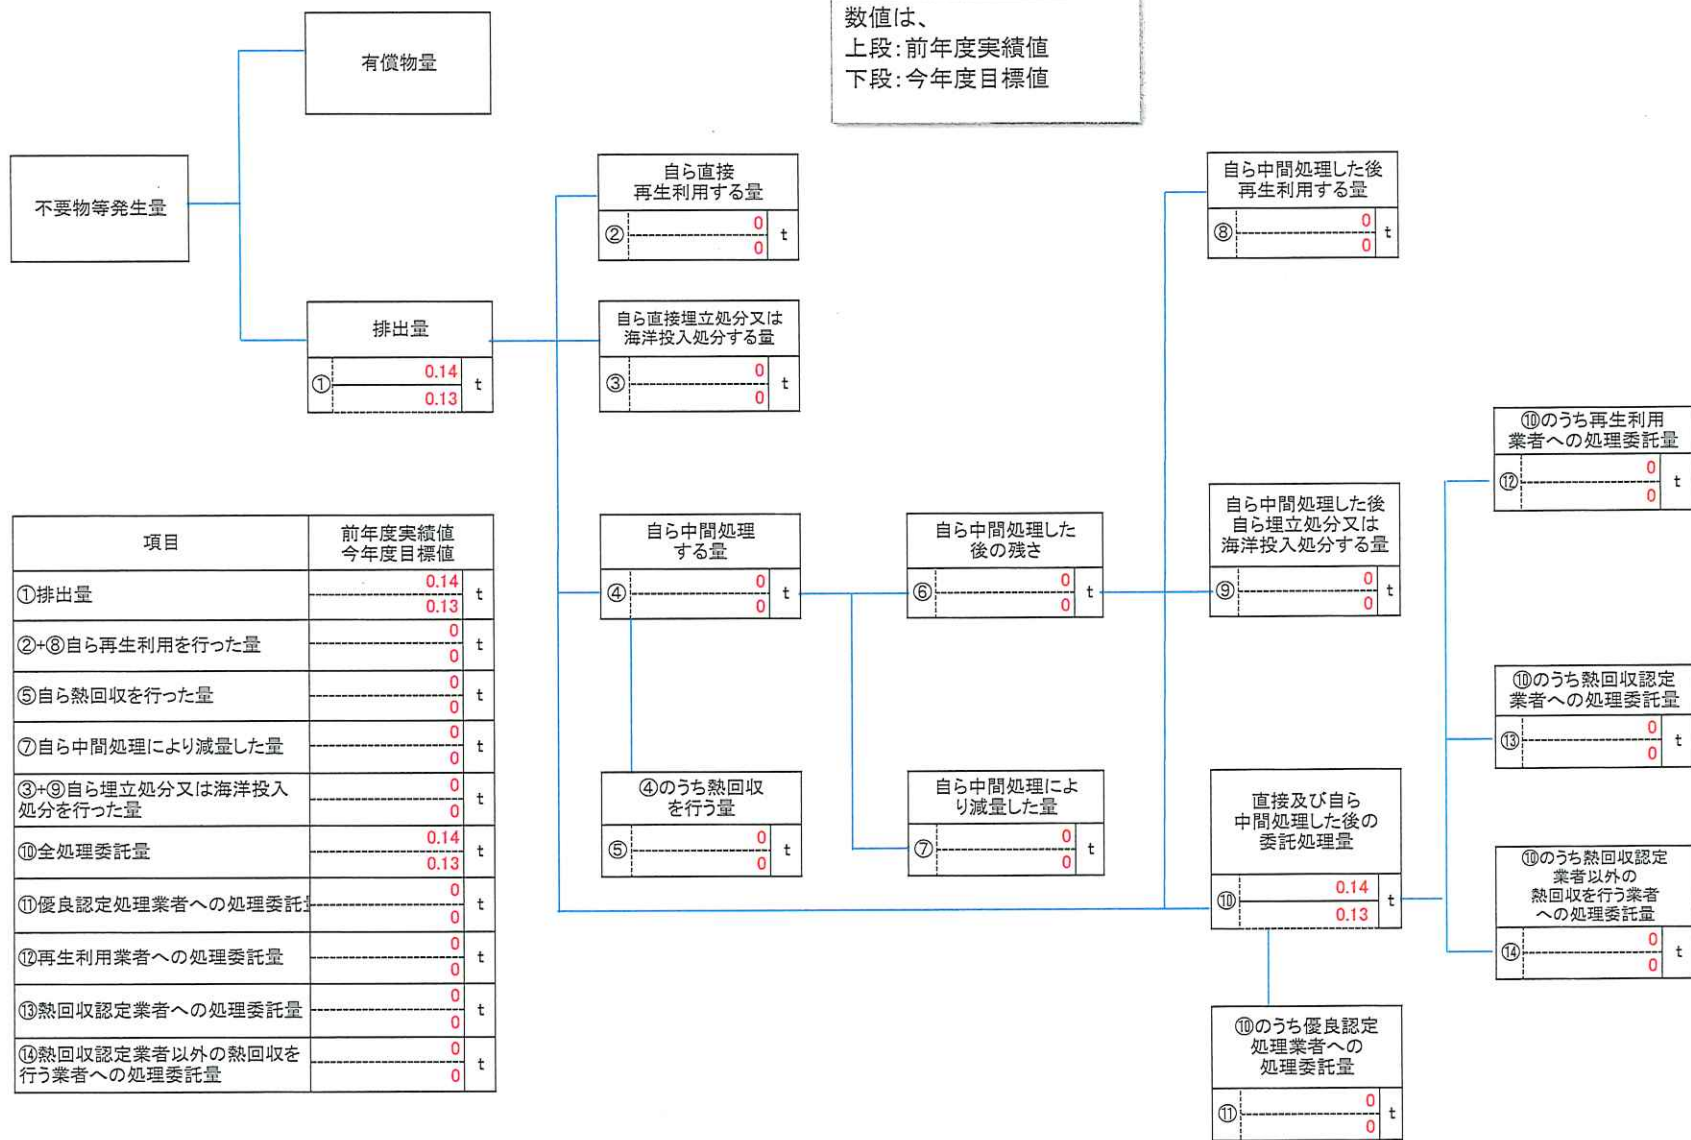 数値は、
上段:前年度実績値
下段:今年度目標値
有償物量
不要物等発生量
排出量
① 0.14 t
0.13
自ら直接
再生利用する量
② 0 t
0
自ら直接埋立処分又は
海洋投入処分する量
③ 0 t
0
自ら中間処理
する量
④ 0 t
0
④のうち熱回収
を行う量
⑤ 0 t
0
自ら中間処理した
後の残さ
⑥ 0 t
0
自ら中間処理によ
り減量した量
⑦ 0 t
0
自ら中間処理した後
再生利用する量
⑧ 0 t
0
自ら中間処理した後
自ら埋立処分又は
海洋投入処分する量
⑨ 0 t
0
直接及び自ら
中間処理した後の
委託処理量
⑩ 0.14 t
0.13
⑩のうち優良認定
処理業者への
処理委託量
⑪ 0 t
0
⑩のうち再生利用
業者への処理委託量
⑫ 0 t
0
⑩のうち熱回収認定
業者への処理委託量
⑬ 0 t
0
⑩のうち熱回収認定
業者以外の
熱回収を行う業者
への処理委託量
⑭ 0 t
0
項目 前年度実績値
今年度目標値
①排出量 0.14 t
0.13
②+⑧自ら再生利用を行った量 0 t
0
⑤自ら熱回収を行った量 0 t
0
⑦自ら中間処理により減量した量 0 t
0
③+⑨自ら埋立処分又は海洋投入 0 t
処分を行った量 0
⑩全処理委託量 0.14 t
0.13
⑪優良認定処理業者への処理委託 0 t
0
⑫再生利用業者への処理委託量 0 t
0
⑬熱回収認定業者への処理委託量 0 t
0
⑭熱回収認定業者以外の熱回収を 0 t
行う業者への処理委託量 0